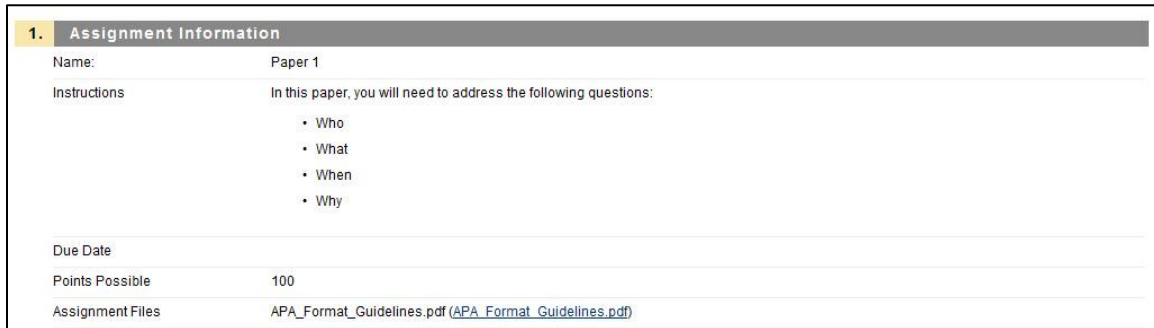 1. Assignment Information
Name: Paper 1
Instructions In this paper, you will need to address the following questions:
• Who
• What
• When
• Why
Due Date
Points Possible 100
Assignment Files APA_Format_Guidelines.pdf (APA_Format_Guidelines.pdf)